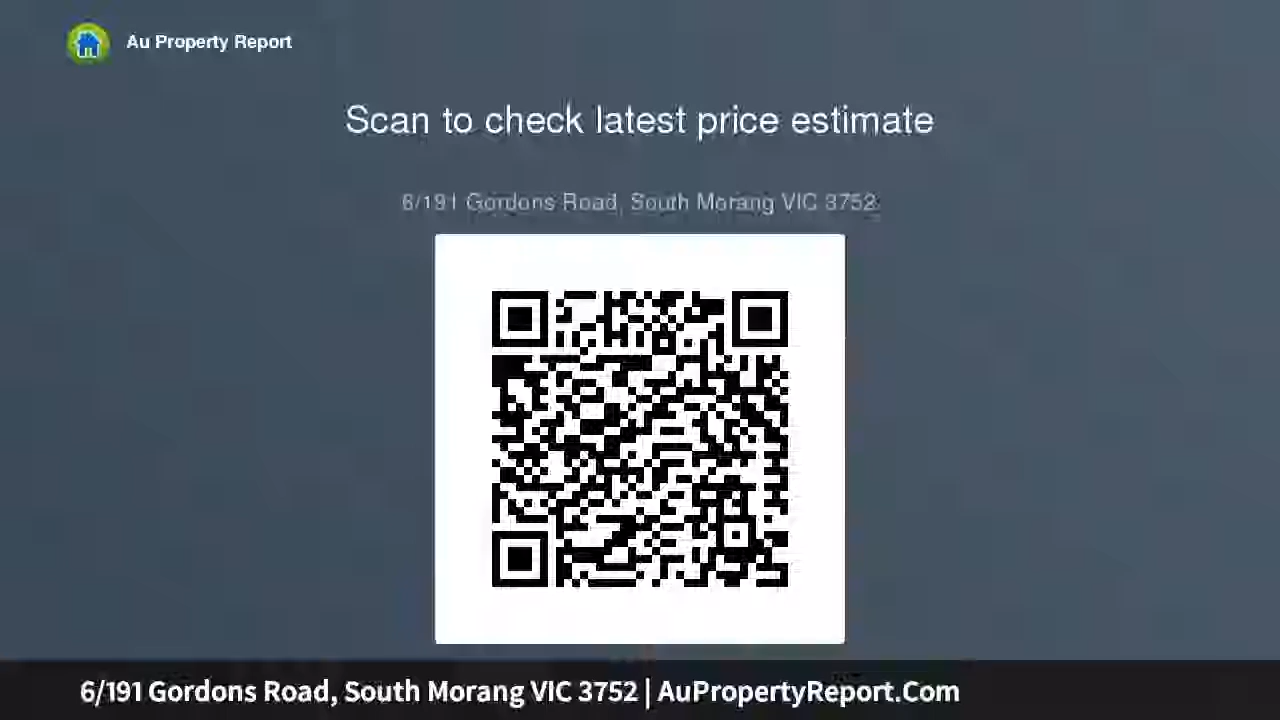 Au Property Report
Scan to check latest price estimate
6/191 Gordons Road, South Morang VIC 3752
6/191 Gordons Road, South Morang VIC 3752 | AuPropertyReport.Com